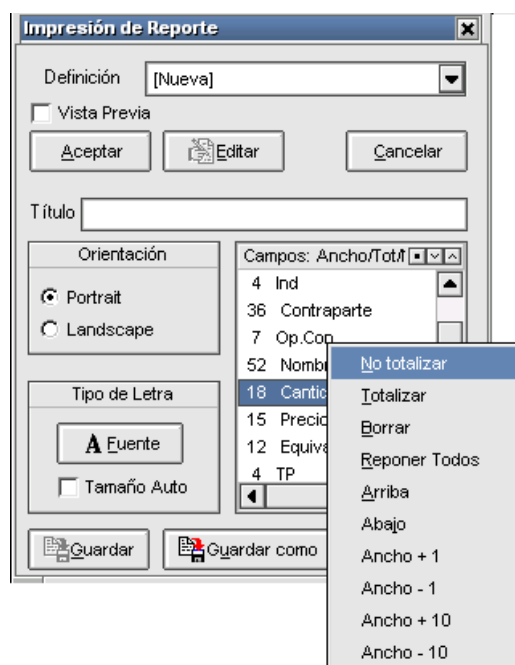 Impresión de Reporte
Definición [Nueva]
Vista Previa
Aceptar Editar Cancelar
Título
Orientación
Portrait
Landscape
Tipo de Letra
A Fuente
Tamaño Auto
Campos: Ancho/Tot/
4 Ind
36 Contraparte
7 Op.Con
52 Nombr
18 Cantic
15 Precio
12 Equiva
4 TP
No totalizar
Totalizar
Borrar
Reponer Todos
Arriba
Abajo
Ancho + 1
Ancho - 1
Ancho + 10
Ancho - 10
Guardar Guardar como